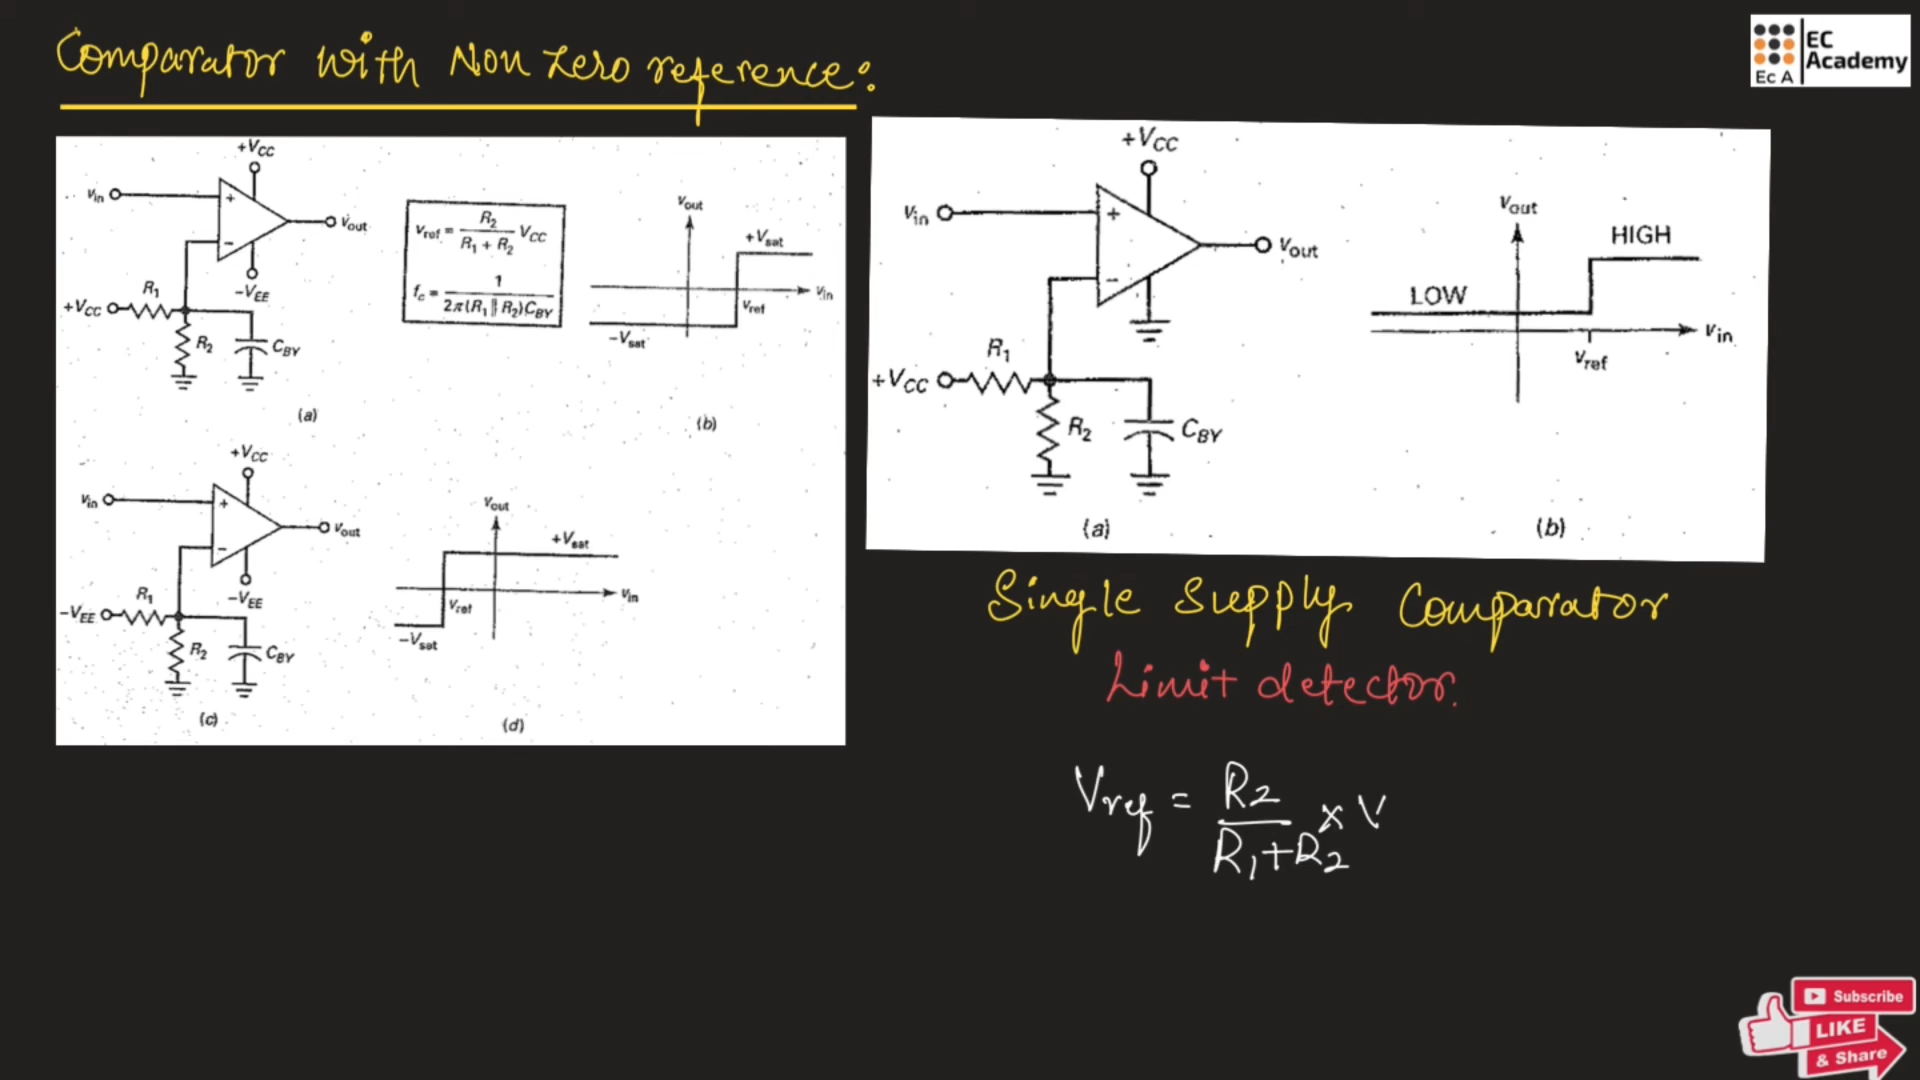 Comparator with Non Zero reference:
EC
Academy
Ec A
+VCC
vin
+
−
vout
−VEE
R1
+VCC
R2
CBY
(a)
vref = R2 / (R1 + R2) VCC
fc = 1 / 2π(R1 ∥ R2)CBY
vout
+Vsat
vin
vref
−Vsat
(b)
+VCC
vin
+
−
vout
−VEE
R1
−VEE
R2
CBY
(c)
vout
+Vsat
vin
vref
−Vsat
(d)
+VCC
vin
+
−
vout
R1
+VCC
R2
CBY
(a)
vout
HIGH
LOW
vin
vref
(b)
Single Supply Comparator
Limit detector.
Vref = R2 / R1+R2 × V
Subscribe
LIKE
& Share